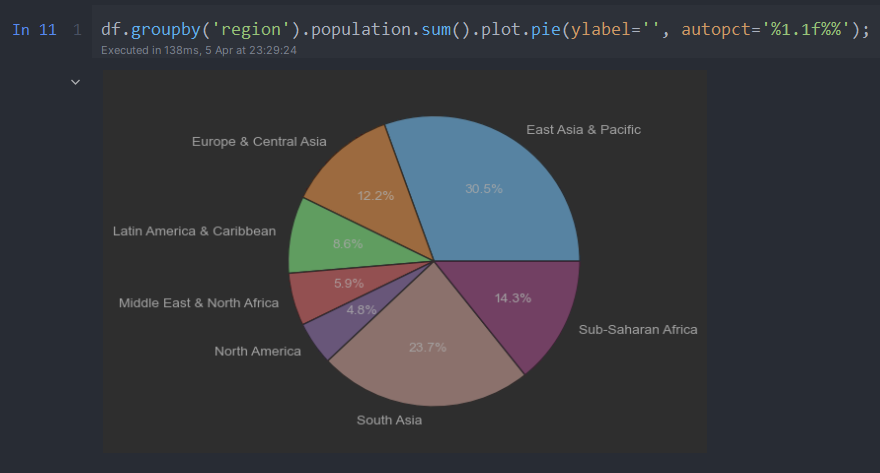 In 11 1 df.groupby('region').population.sum().plot.pie(ylabel='', autopct='%1.1f%%');
Executed in 138ms, 5 Apr at 23:29:24
East Asia & Pacific
Europe & Central Asia
30.5%
12.2%
Latin America & Caribbean
8.6%
5.9%
Middle East & North Africa
4.8%
14.3%
Sub-Saharan Africa
North America
23.7%
South Asia